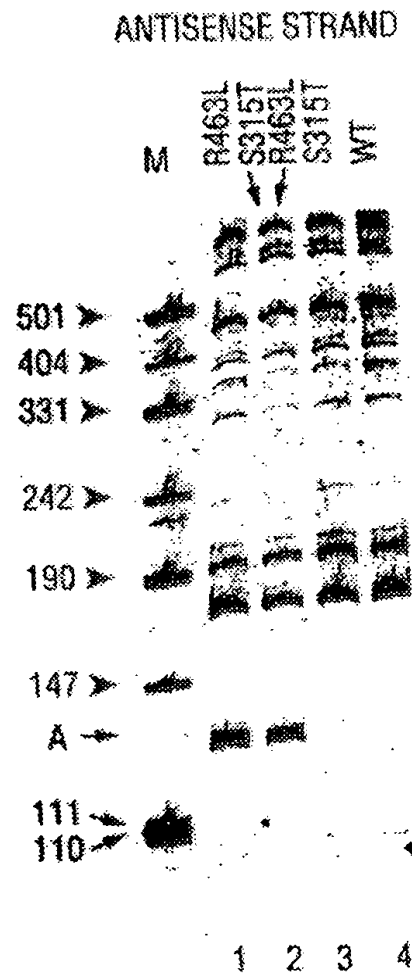 ANTISENSE STRAND
M
R463L
S315T
R463L
S315T
WT
501
404
331
242
190
147
A
111
110
1 2 3 4